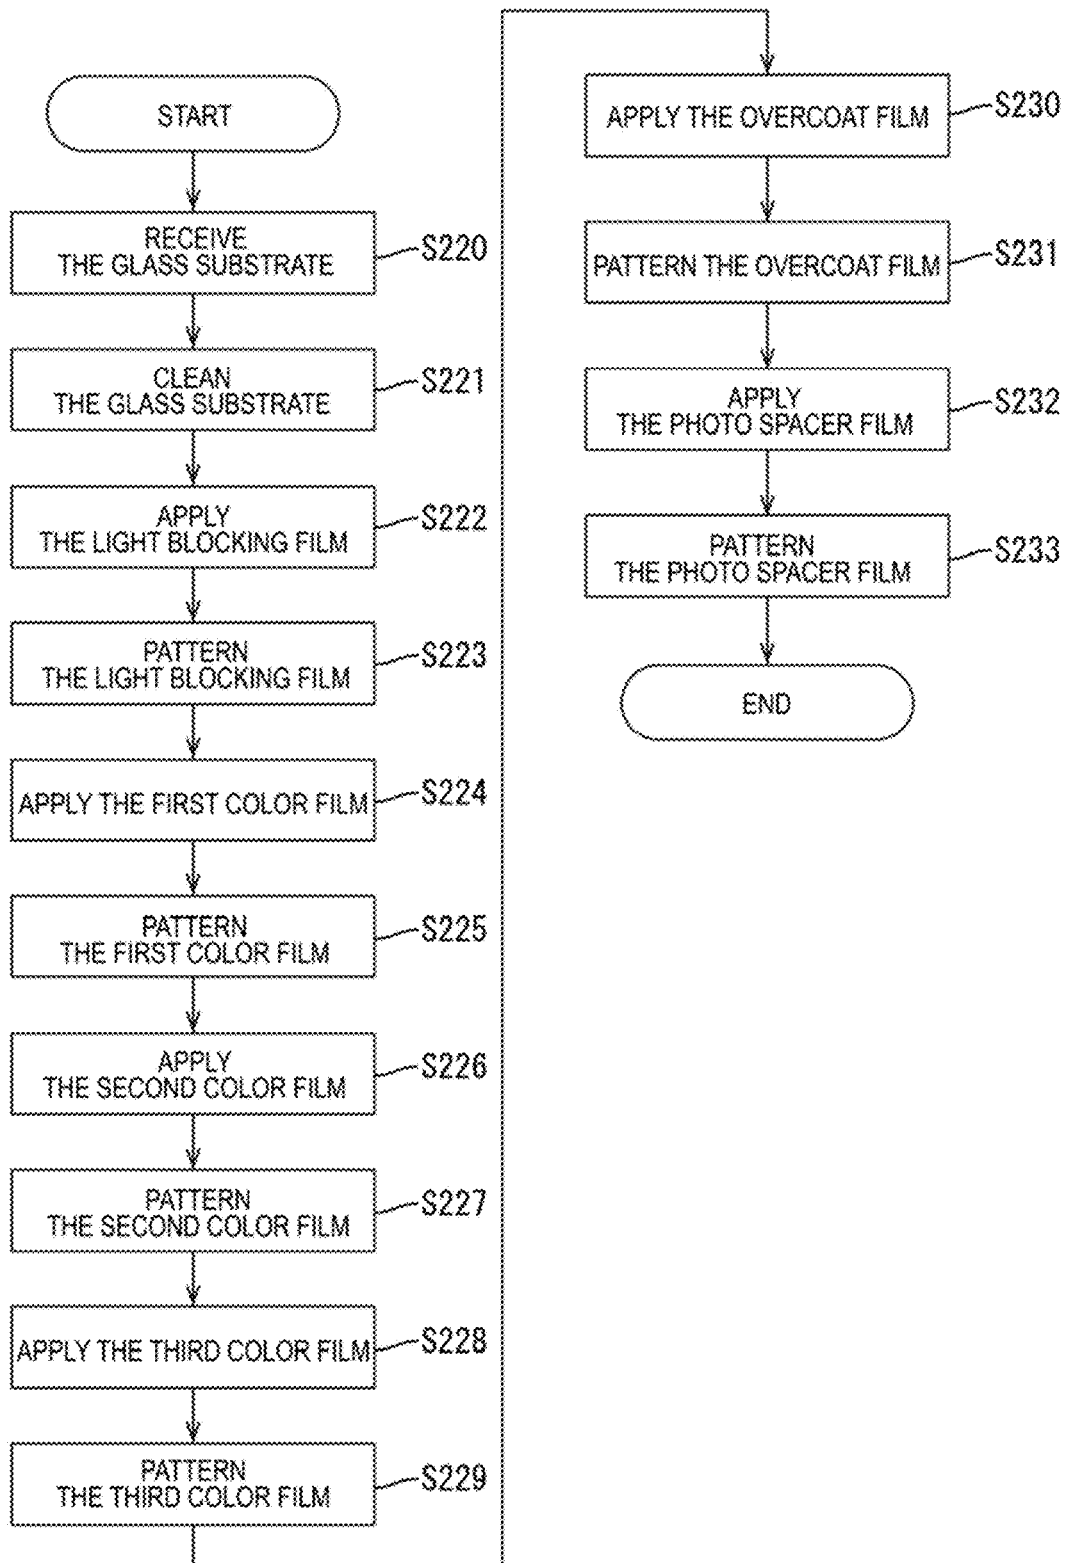 START
RECEIVE
THE GLASS SUBSTRATE
S220
CLEAN
THE GLASS SUBSTRATE
S221
APPLY
THE LIGHT BLOCKING FILM
S222
PATTERN
THE LIGHT BLOCKING FILM
S223
APPLY THE FIRST COLOR FILM
S224
PATTERN
THE FIRST COLOR FILM
S225
APPLY
THE SECOND COLOR FILM
S226
PATTERN
THE SECOND COLOR FILM
S227
APPLY THE THIRD COLOR FILM
S228
PATTERN
THE THIRD COLOR FILM
S229
APPLY THE OVERCOAT FILM
S230
PATTERN THE OVERCOAT FILM
S231
APPLY
THE PHOTO SPACER FILM
S232
PATTERN
THE PHOTO SPACER FILM
S233
END